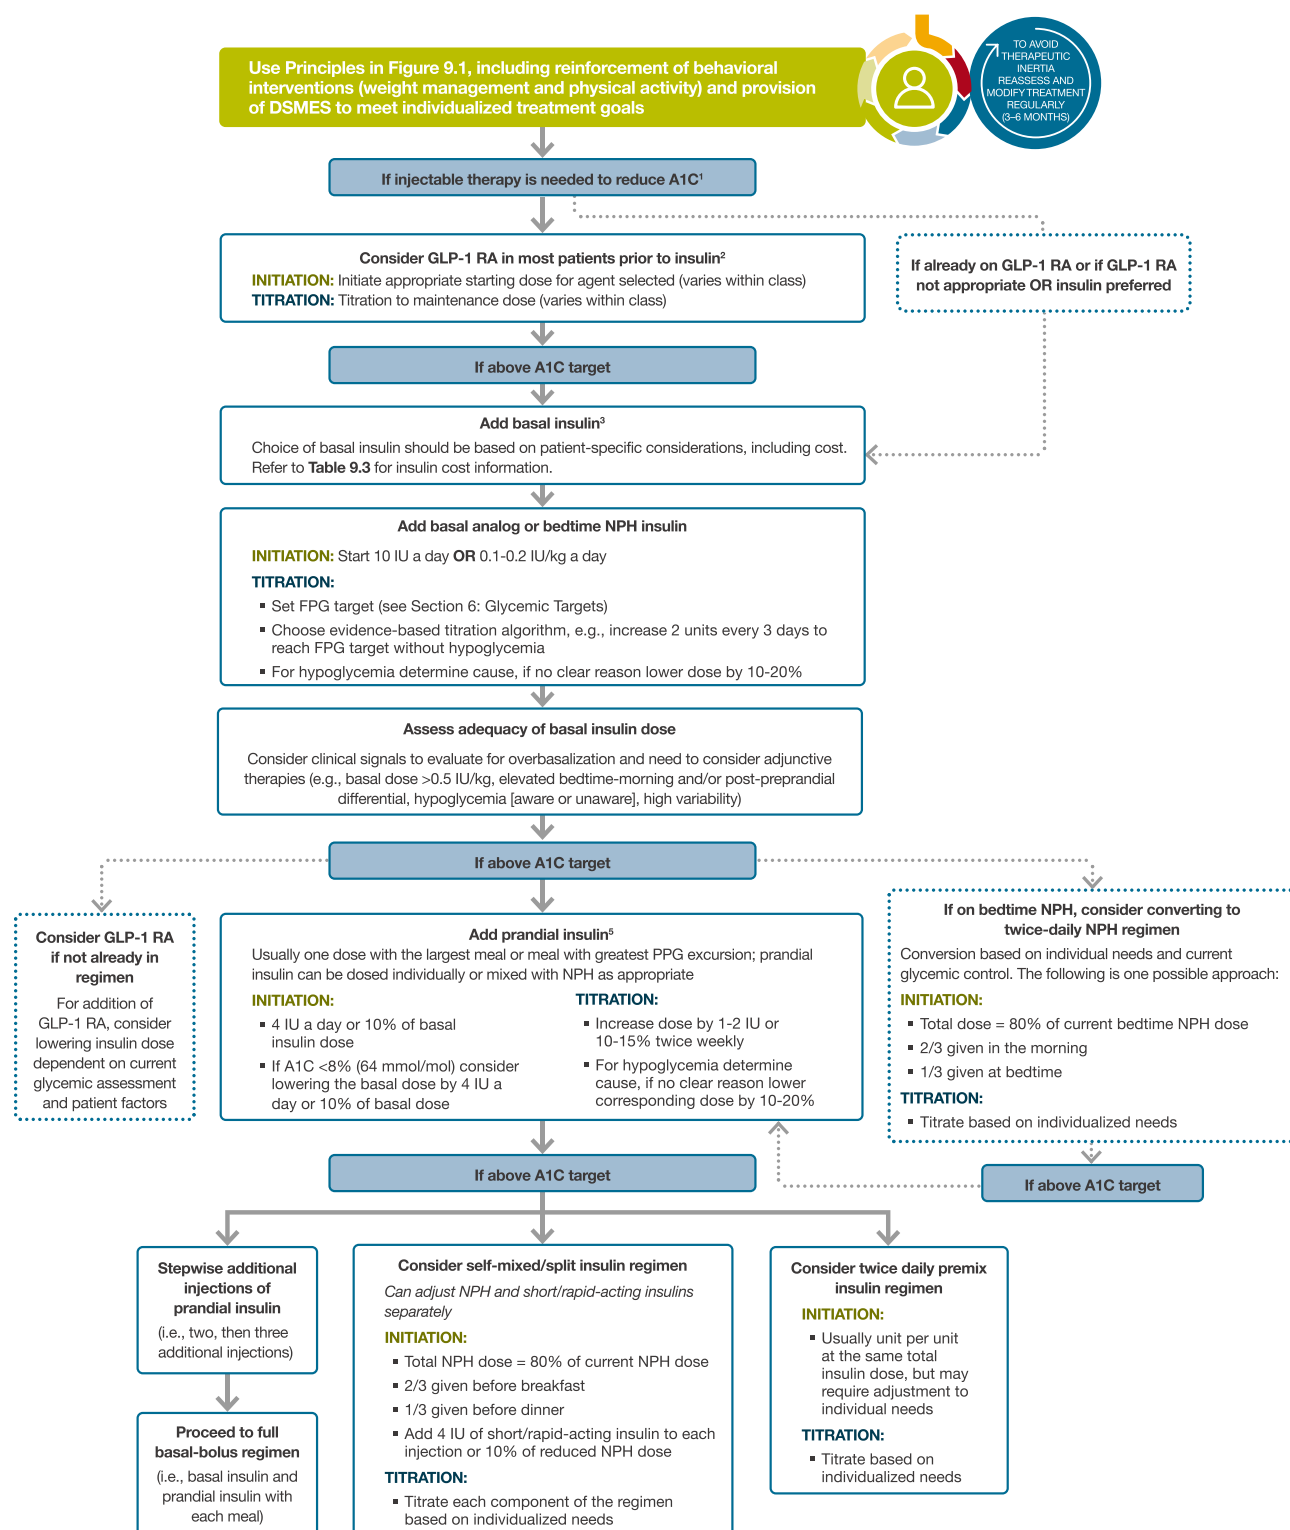 Use Principles in Figure 9.1, including reinforcement of behavioral
interventions (weight management and physical activity) and provision
of DSMES to meet individualized treatment goals
TO AVOID
THERAPEUTIC
INERTIA
REASSESS AND
MODIFY TREATMENT
REGULARLY
(3–6 MONTHS)
If injectable therapy is needed to reduce A1C¹
Consider GLP-1 RA in most patients prior to insulin²
INITIATION: Initiate appropriate starting dose for agent selected (varies within class)
TITRATION: Titration to maintenance dose (varies within class)
If already on GLP-1 RA or if GLP-1 RA
not appropriate OR insulin preferred
If above A1C target
Add basal insulin³
Choice of basal insulin should be based on patient-specific considerations, including cost.
Refer to Table 9.3 for insulin cost information.
Add basal analog or bedtime NPH insulin
INITIATION: Start 10 IU a day OR 0.1-0.2 IU/kg a day
TITRATION:
▪ Set FPG target (see Section 6: Glycemic Targets)
▪ Choose evidence-based titration algorithm, e.g., increase 2 units every 3 days to
reach FPG target without hypoglycemia
▪ For hypoglycemia determine cause, if no clear reason lower dose by 10-20%
Assess adequacy of basal insulin dose
Consider clinical signals to evaluate for overbasalization and need to consider adjunctive
therapies (e.g., basal dose >0.5 IU/kg, elevated bedtime-morning and/or post-preprandial
differential, hypoglycemia [aware or unaware], high variability)
If above A1C target
Consider GLP-1 RA
if not already in
regimen
For addition of
GLP-1 RA, consider
lowering insulin dose
dependent on current
glycemic assessment
and patient factors
Add prandial insulin⁵
Usually one dose with the largest meal or meal with greatest PPG excursion; prandial
insulin can be dosed individually or mixed with NPH as appropriate
INITIATION:
▪ 4 IU a day or 10% of basal
insulin dose
▪ If A1C <8% (64 mmol/mol) consider
lowering the basal dose by 4 IU a
day or 10% of basal dose
TITRATION:
▪ Increase dose by 1-2 IU or
10-15% twice weekly
▪ For hypoglycemia determine
cause, if no clear reason lower
corresponding dose by 10-20%
If on bedtime NPH, consider converting to
twice-daily NPH regimen
Conversion based on individual needs and current
glycemic control. The following is one possible approach:
INITIATION:
▪ Total dose = 80% of current bedtime NPH dose
▪ 2/3 given in the morning
▪ 1/3 given at bedtime
TITRATION:
▪ Titrate based on individualized needs
If above A1C target
If above A1C target
Stepwise additional
injections of
prandial insulin
(i.e., two, then three
additional injections)
Proceed to full
basal-bolus regimen
(i.e., basal insulin and
prandial insulin with
each meal)
Consider self-mixed/split insulin regimen
Can adjust NPH and short/rapid-acting insulins
separately
INITIATION:
▪ Total NPH dose = 80% of current NPH dose
▪ 2/3 given before breakfast
▪ 1/3 given before dinner
▪ Add 4 IU of short/rapid-acting insulin to each
injection or 10% of reduced NPH dose
TITRATION:
▪ Titrate each component of the regimen
based on individualized needs
Consider twice daily premix
insulin regimen
INITIATION:
▪ Usually unit per unit
at the same total
insulin dose, but may
require adjustment to
individual needs
TITRATION:
▪ Titrate based on
individualized needs